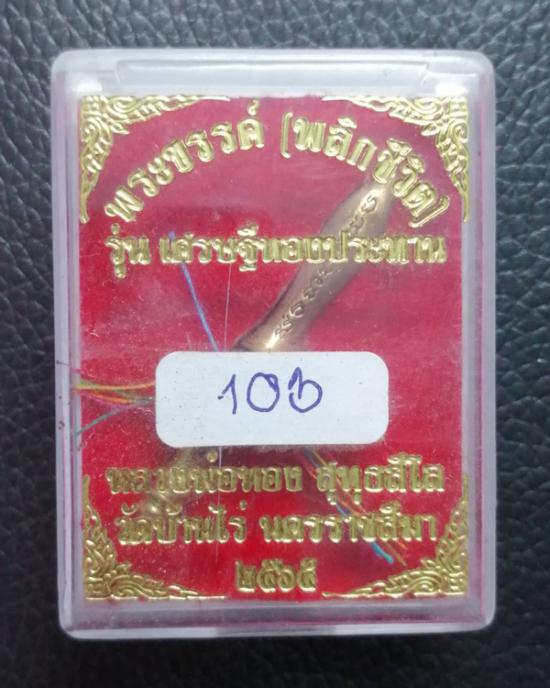 พระขรรค์ (พลิกชีวิต)
รุ่น เศรษฐีทองประทาน
หลวงพ่อทอง สุทฺธสีโล
วัดบ้านไร่ นครราชสีมา
๒๕๖๕